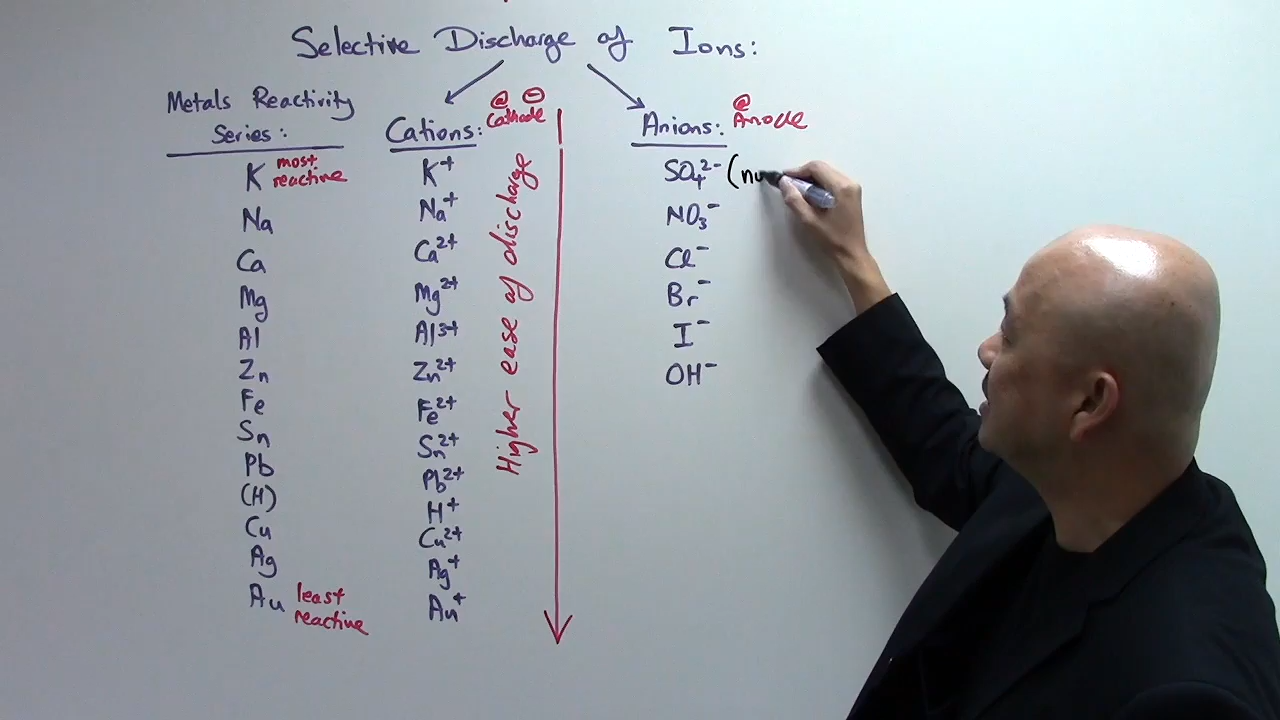 Selective Discharge of Ions:
Metals Reactivity
Series:
K most
reactive
Na
Ca
Mg
Al
Zn
Fe
Sn
Pb
(H)
Cu
Ag
Au least
reactive
@ ⊖
Cathode
Cations:
K⁺
Na⁺
Ca²⁺
Mg²⁺
Al³⁺
Zn²⁺
Fe²⁺
Sn²⁺
Pb²⁺
H⁺
Cu²⁺
Ag⁺
Au⁺
Higher ease of discharge
@
Anode
Anions:
SO₄²⁻ (nu
NO₃⁻
Cl⁻
Br⁻
I⁻
OH⁻